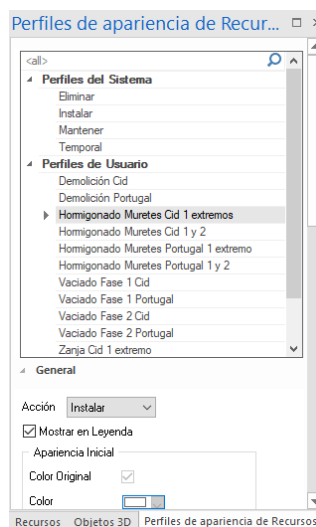 Perfiles de apariencia de Recur...
<all>
Perfiles del Sistema
Eliminar
Instalar
Mantener
Temporal
Perfiles de Usuario
Demolición Cid
Demolición Portugal
Hormigonado Muretes Cid 1 extremos
Hormigonado Muretes Cid 1 y 2
Hormigonado Muretes Portugal 1 extremo
Hormigonado Muretes Portugal 1 y 2
Vaciado Fase 1 Cid
Vaciado Fase 1 Portugal
Vaciado Fase 2 Cid
Vaciado Fase 2 Portugal
Zanja Cid 1 extremo
General
Acción Instalar
Mostrar en Leyenda
Apariencia Inicial
Color Original
Color
Recursos Objetos 3D Perfiles de apariencia de Recursos